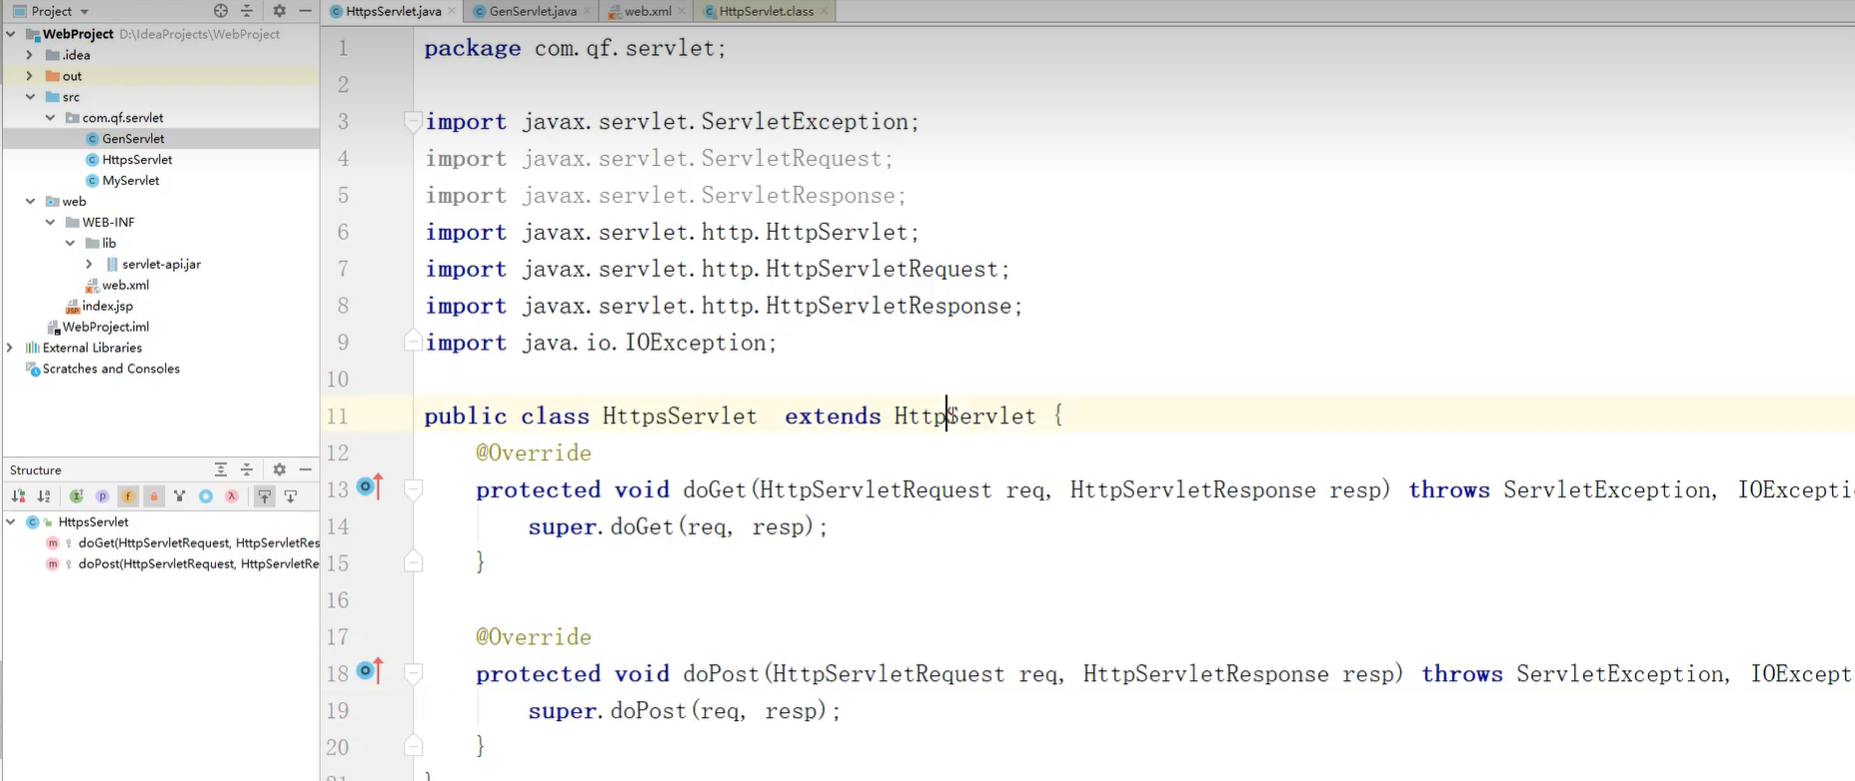 Project
WebProject D:\IdeaProjects\WebProject
.idea
out
src
com.qf.servlet
GenServlet
HttpsServlet
MyServlet
web
WEB-INF
lib
servlet-api.jar
web.xml
index.jsp
WebProject.iml
External Libraries
Scratches and Consoles
Structure
HttpsServlet
doGet(HttpServletRequest, HttpServletRes
doPost(HttpServletRequest, HttpServletRe
HttpsServlet.java GenServlet.java web.xml HttpServlet.class
1 package com.qf.servlet;
2
3 import javax.servlet.ServletException;
4 import javax.servlet.ServletRequest;
5 import javax.servlet.ServletResponse;
6 import javax.servlet.http.HttpServlet;
7 import javax.servlet.http.HttpServletRequest;
8 import javax.servlet.http.HttpServletResponse;
9 import java.io.IOException;
10
11 public class HttpsServlet extends HttpServlet {
12 @Override
13 protected void doGet(HttpServletRequest req, HttpServletResponse resp) throws ServletException, IOExcepti
14 super.doGet(req, resp);
15 }
16
17 @Override
18 protected void doPost(HttpServletRequest req, HttpServletResponse resp) throws ServletException, IOExcept
19 super.doPost(req, resp);
20 }